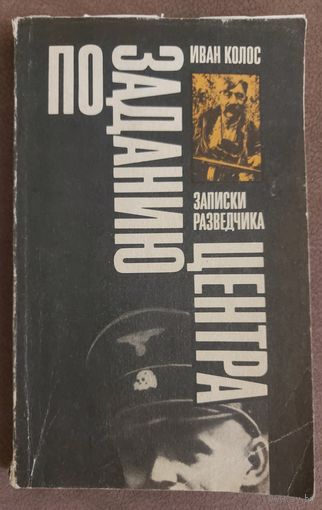 ИВАН КОЛОС
ПО
ЗАДАНИЮ
ЦЕНТРА
ЗАПИСКИ
РАЗВЕДЧИКА